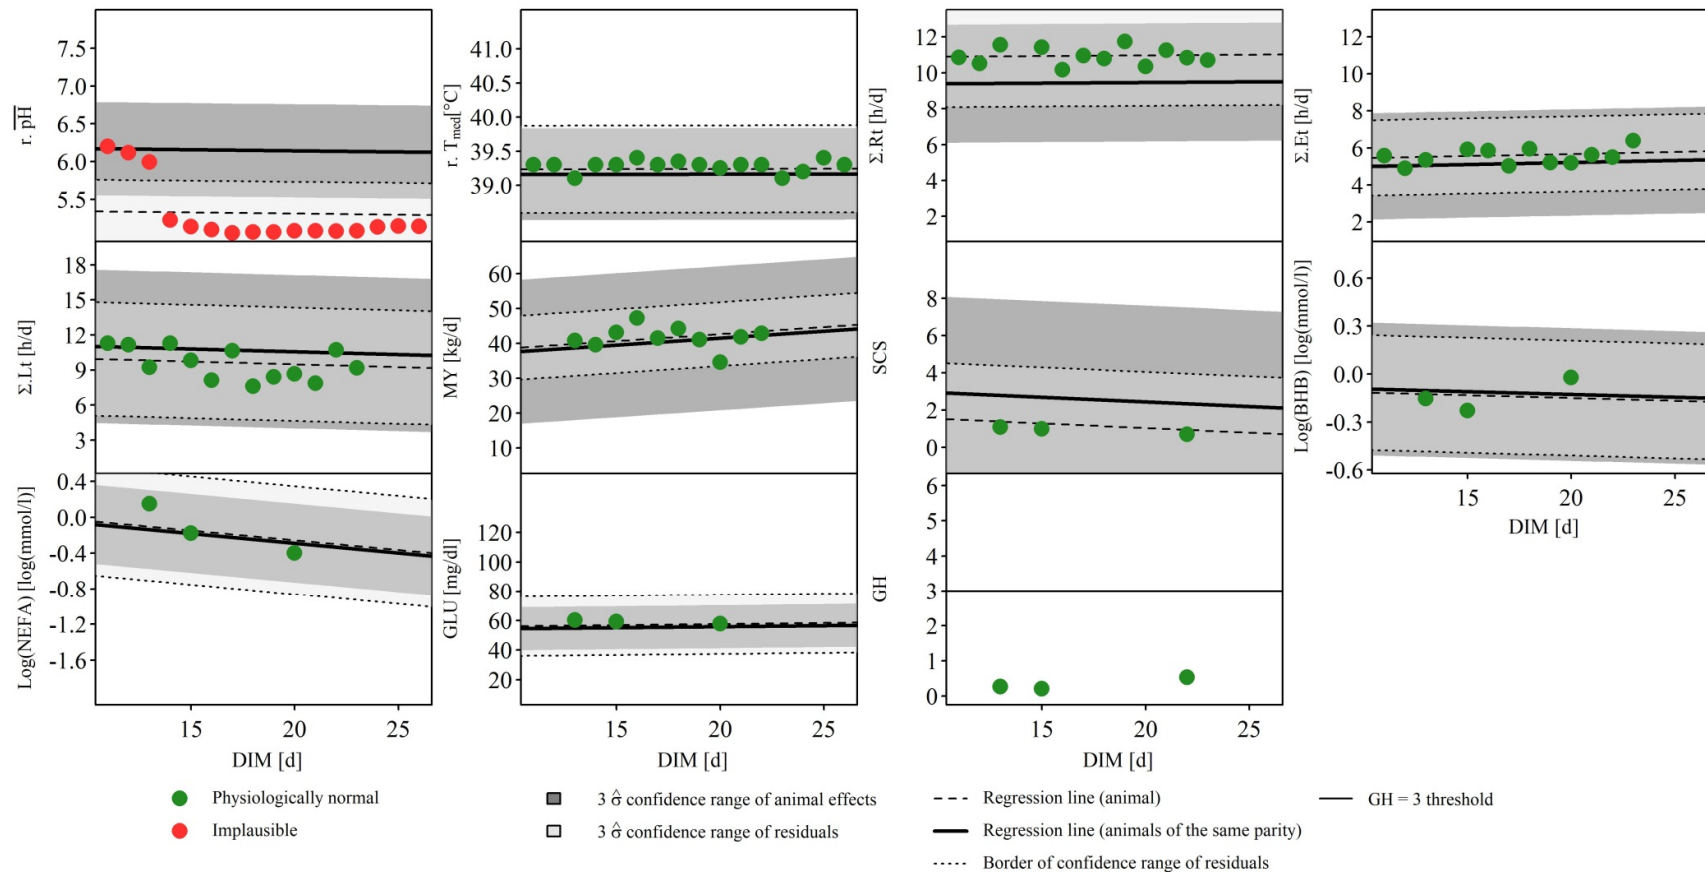 r. pH
7.5
7.0
6.5
6.0
5.5
r. Tmed[°C]
41.0
40.5
40.0
39.5
39.0
Σ.Rt [h/d]
12
10
8
6
4
2
Σ.Et [h/d]
12
10
8
6
4
2
Σ.Lt [h/d]
18
15
12
9
6
3
MY [kg/d]
60
50
40
30
20
10
SCS
8
6
4
2
0
Log(BHB) [log(mmol/l)]
0.6
0.3
0.0
-0.3
-0.6
15 20 25
DIM [d]
Log(NEFA) [log(mmol/l)]
0.4
0.0
-0.4
-0.8
-1.2
-1.6
15 20 25
DIM [d]
GLU [mg/dl]
120
100
80
60
40
20
15 20 25
DIM [d]
GH
6
5
4
3
3
2
1
0
15 20 25
DIM [d]
Physiologically normal
Implausible
3 σ̂ confidence range of animal effects
3 σ̂ confidence range of residuals
Regression line (animal)
Regression line (animals of the same parity)
Border of confidence range of residuals
GH = 3 threshold